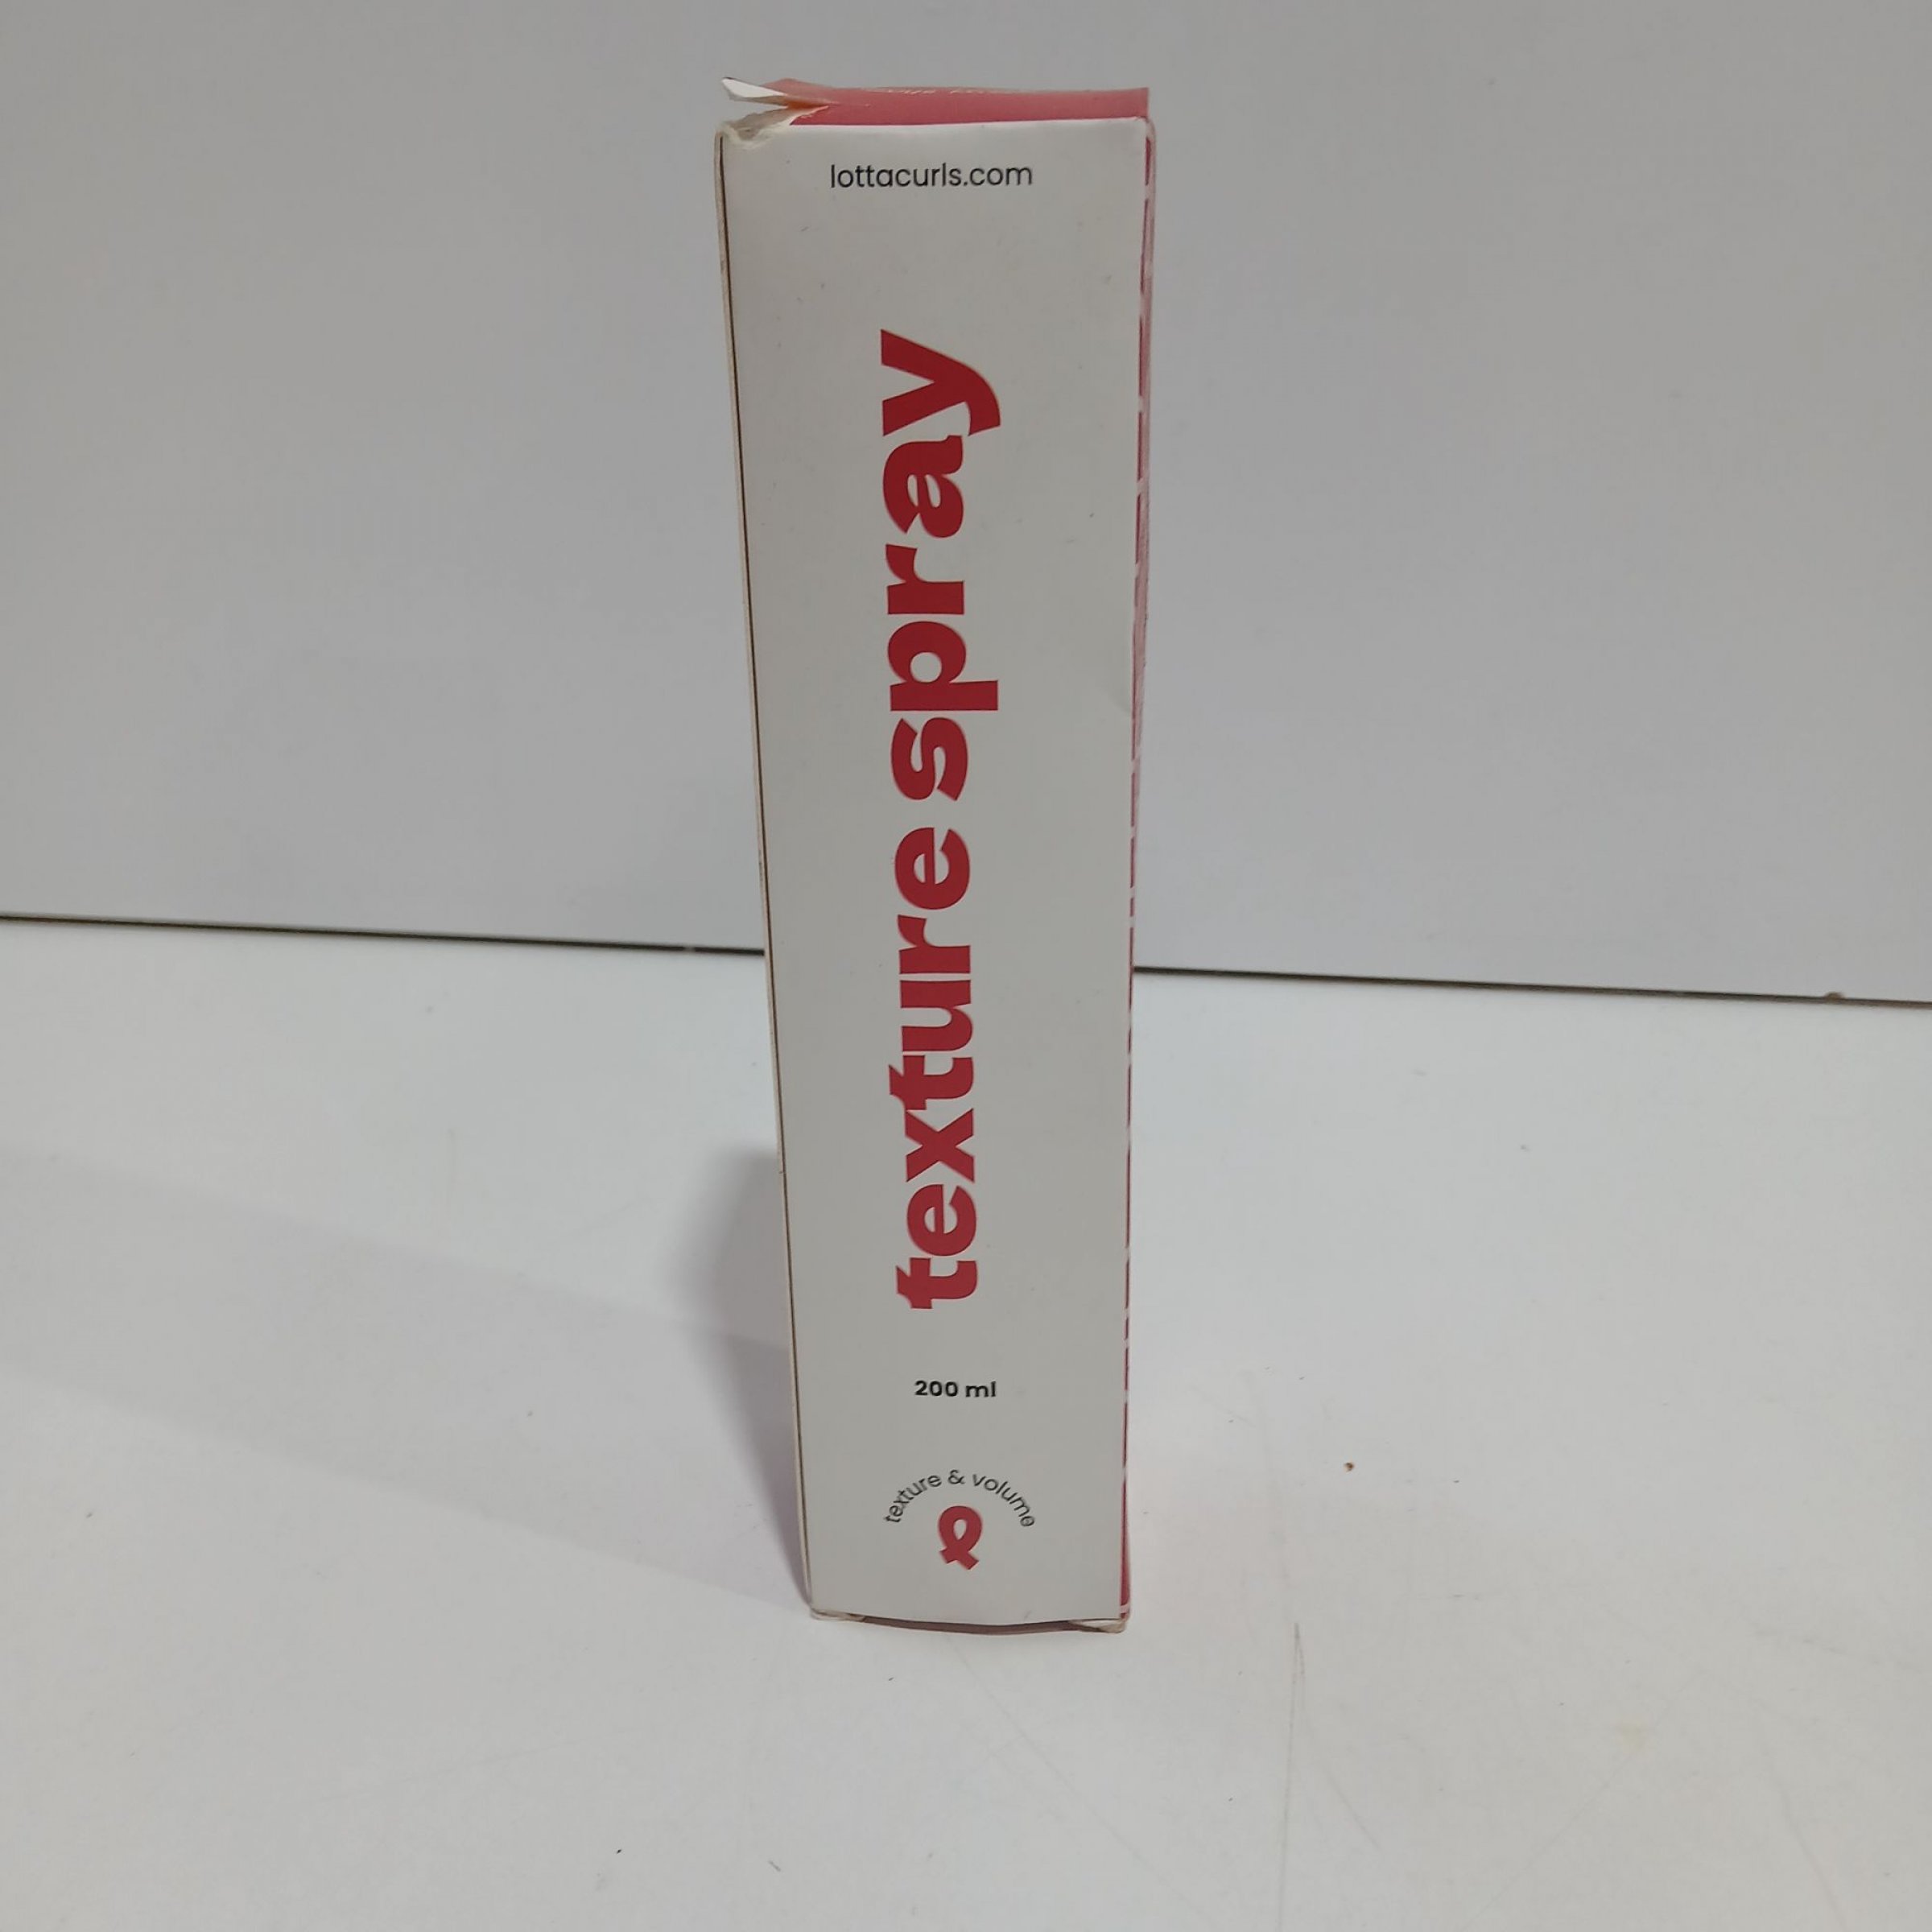 lottacurls.com
texture spray
200 ml
texture & volume